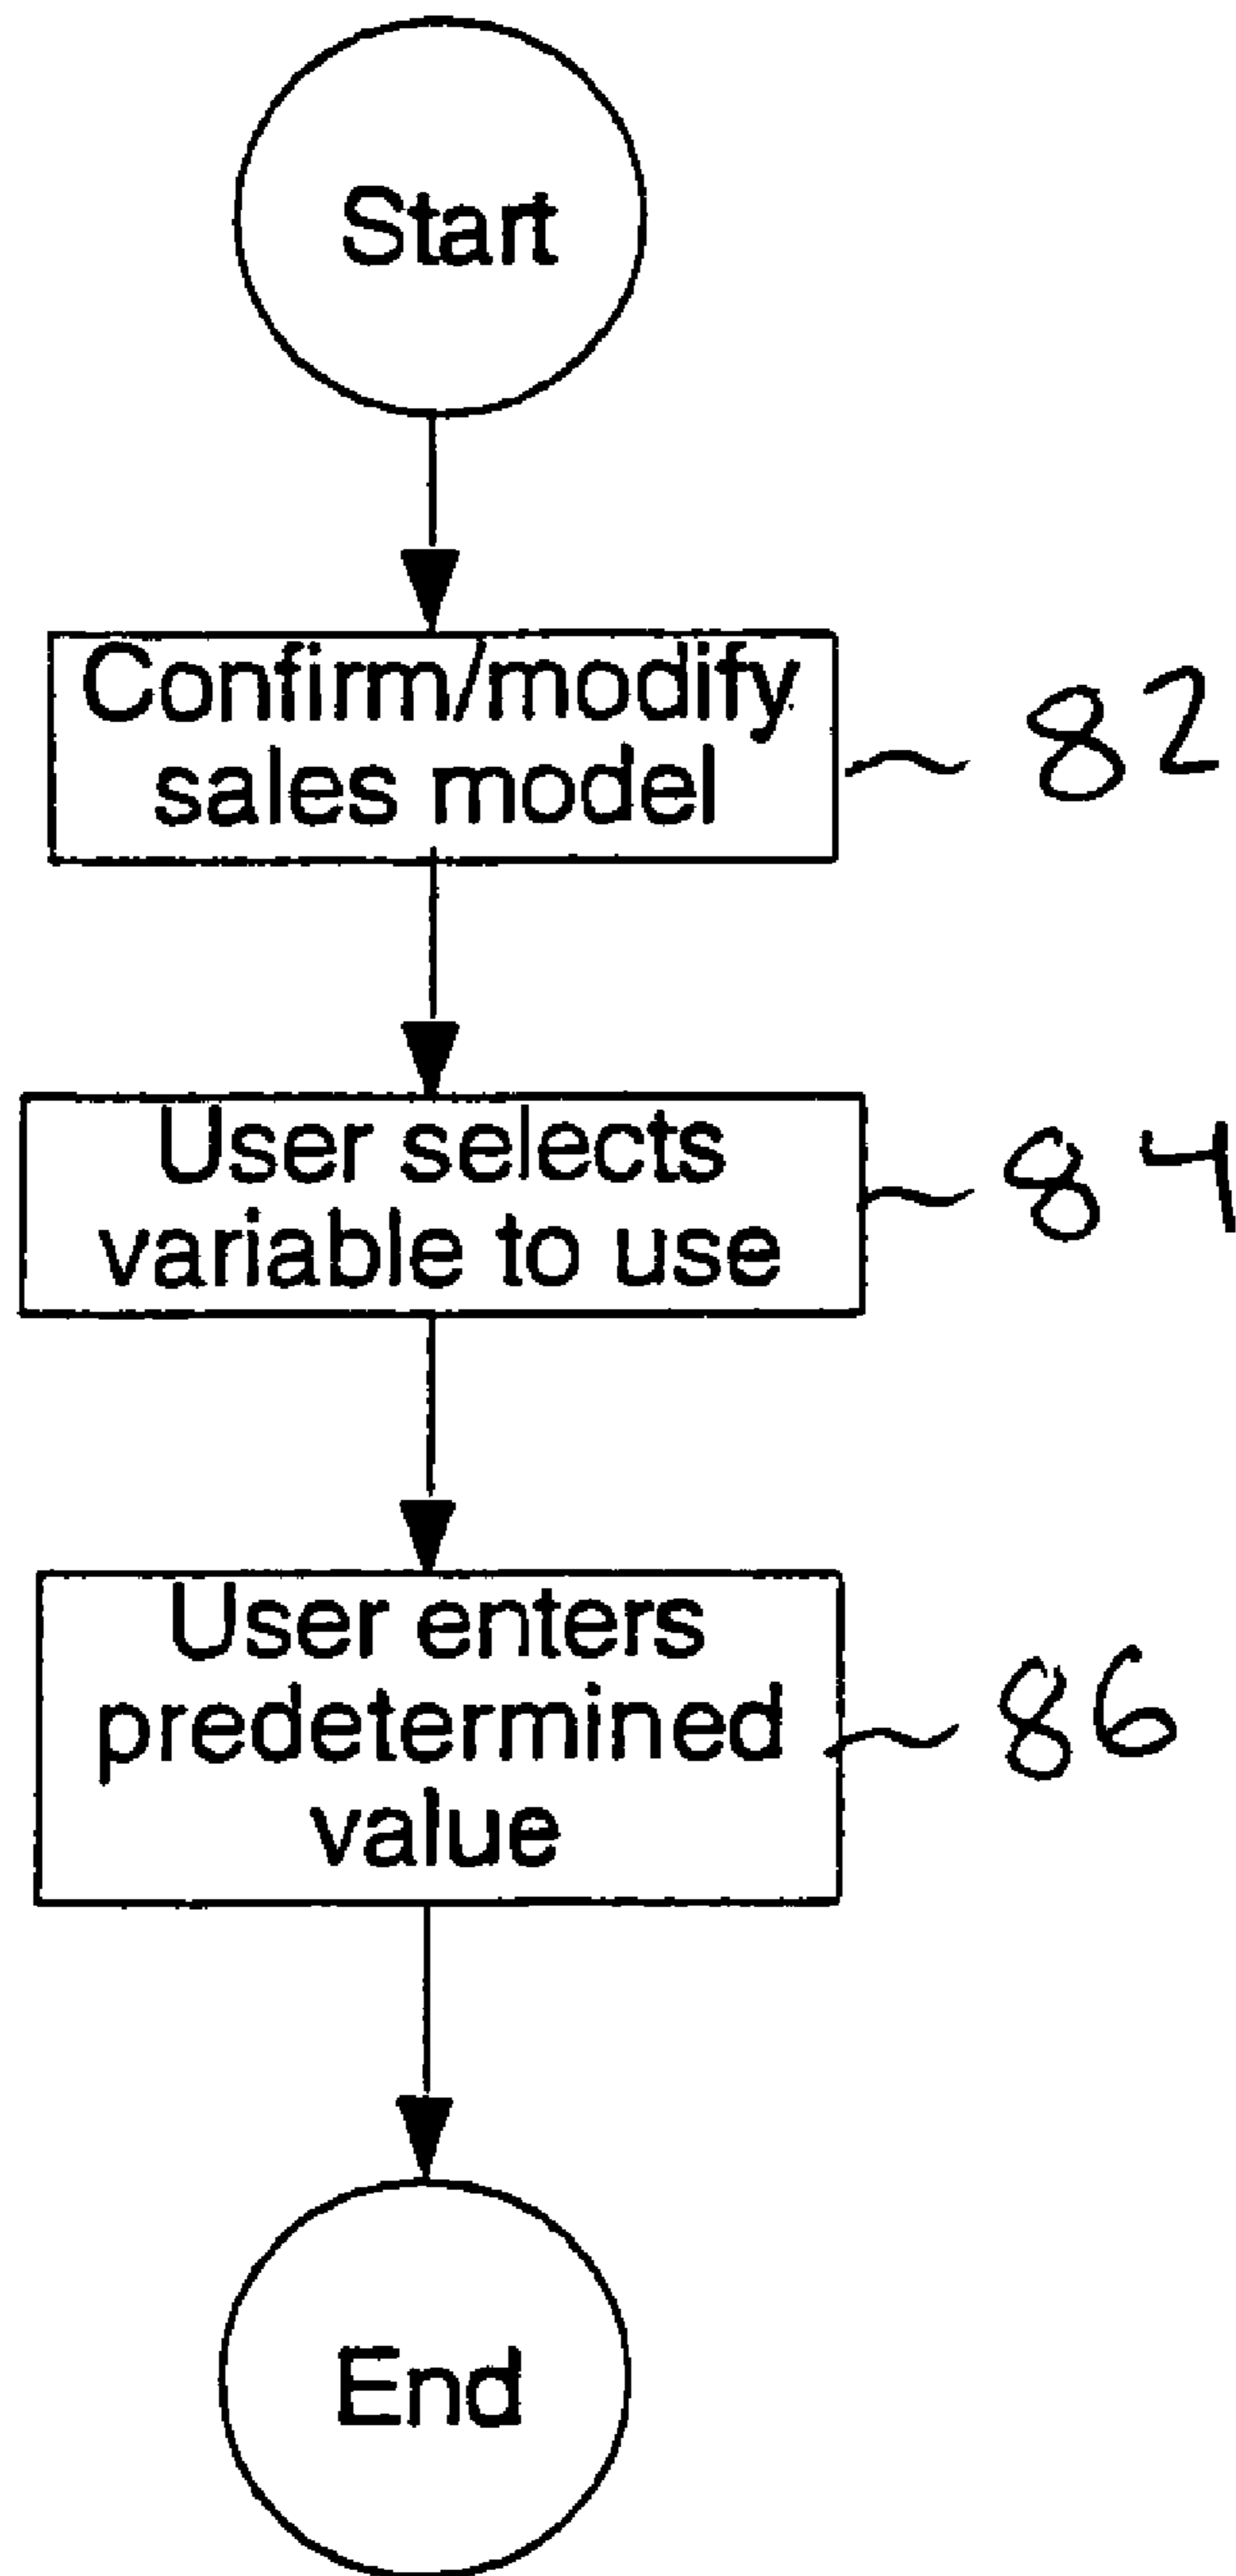 Start
Confirm/modify
sales model
82
User selects
variable to use
84
User enters
predetermined
value
86
End